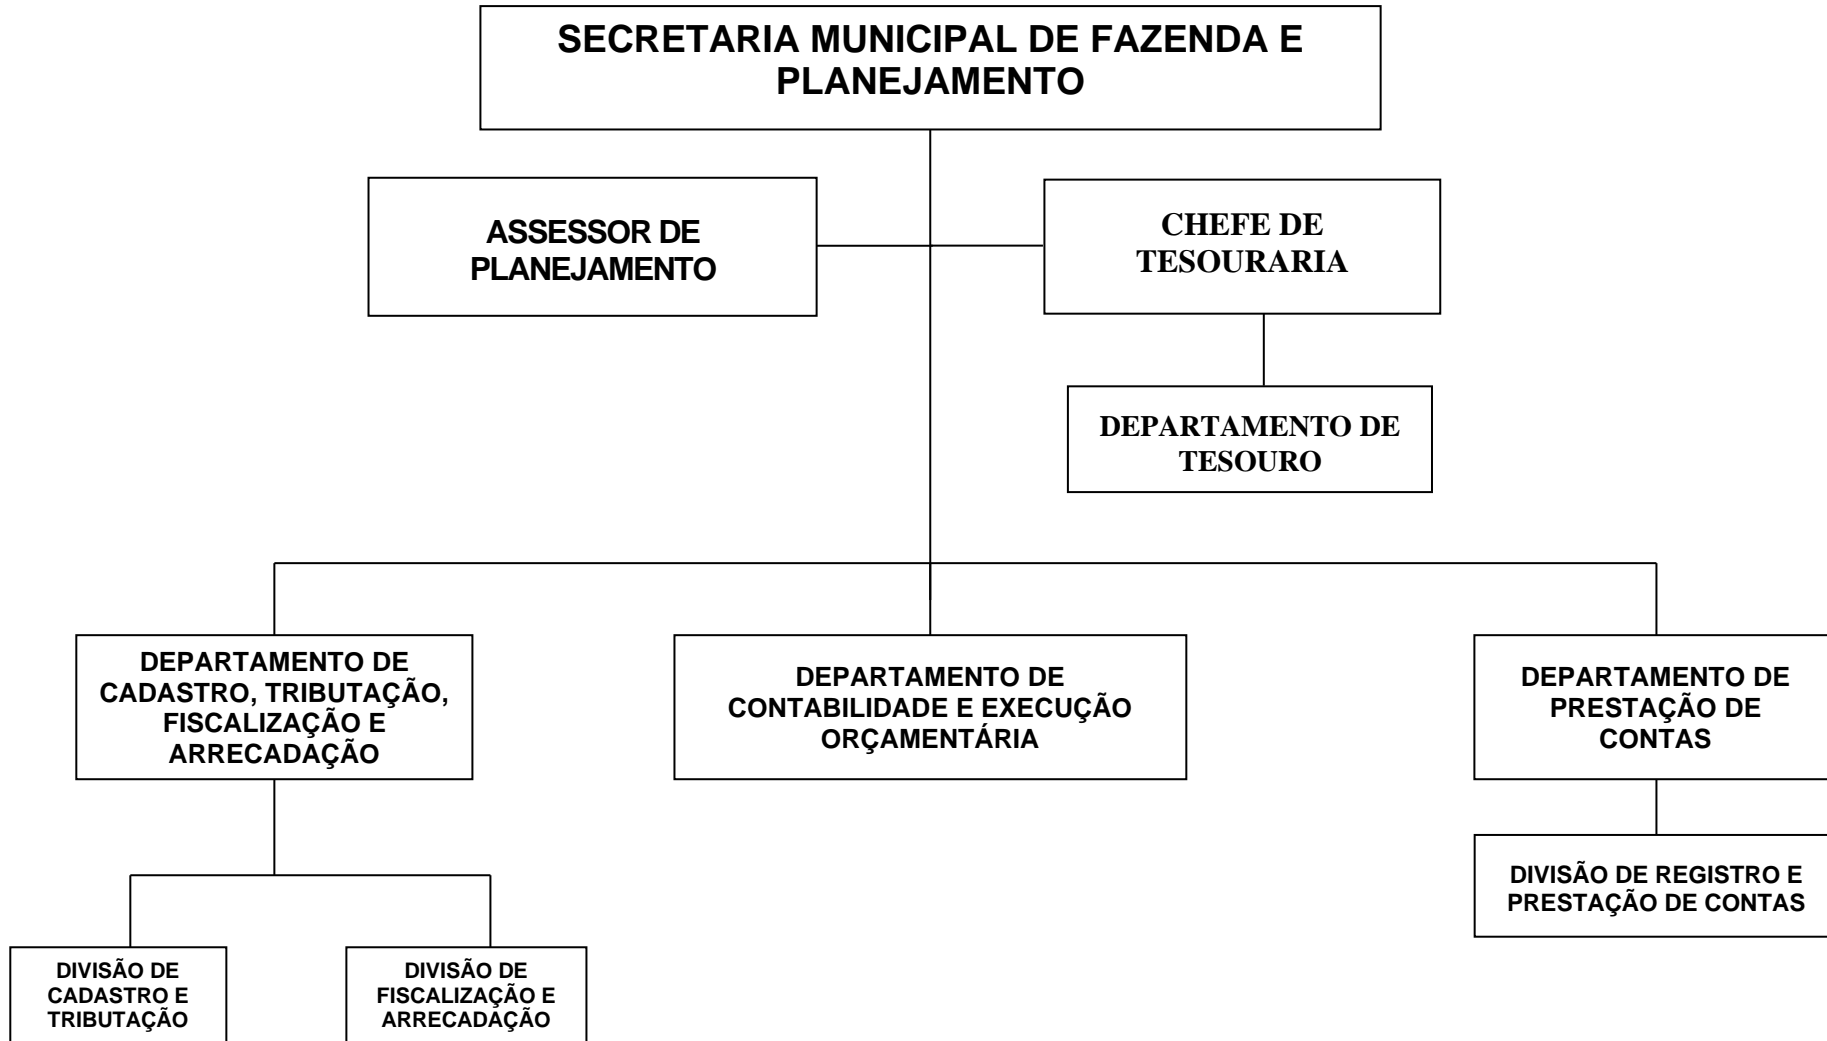 SECRETARIA MUNICIPAL DE FAZENDA E
PLANEJAMENTO
ASSESSOR DE
PLANEJAMENTO
CHEFE DE
TESOURARIA
DEPARTAMENTO DE
TESOURO
DEPARTAMENTO DE
CADASTRO, TRIBUTAÇÃO,
FISCALIZAÇÃO E
ARRECADAÇÃO
DEPARTAMENTO DE
CONTABILIDADE E EXECUÇÃO
ORÇAMENTÁRIA
DEPARTAMENTO DE
PRESTAÇÃO DE
CONTAS
DIVISÃO DE REGISTRO E
PRESTAÇÃO DE CONTAS
DIVISÃO DE
CADASTRO E
TRIBUTAÇÃO
DIVISÃO DE
FISCALIZAÇÃO E
ARRECADAÇÃO